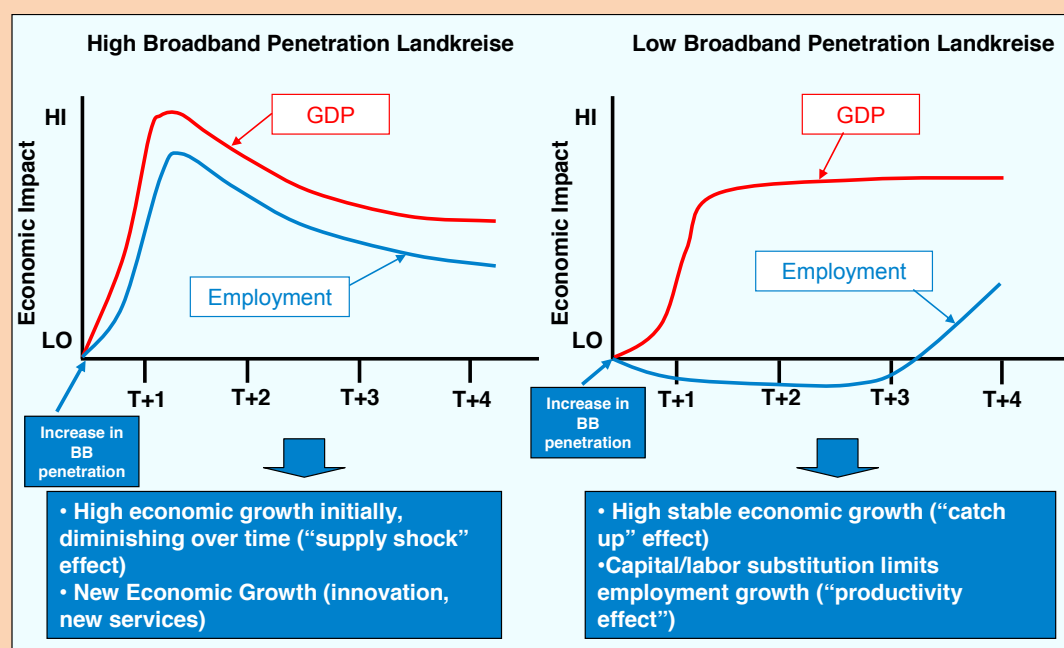 High Broadband Penetration Landkreise
HI
GDP
Economic Impact
Employment
LO
T+1
T+2
T+3
T+4
Increase in
BB
penetration
• High economic growth initially,
diminishing over time (“supply shock”
effect)
• New Economic Growth (innovation,
new services)
Low Broadband Penetration Landkreise
HI
GDP
Economic Impact
Employment
LO
T+1
T+2
T+3
T+4
Increase in
BB
penetration
• High stable economic growth (“catch
up” effect)
•Capital/labor substitution limits
employment growth (“productivity
effect”)